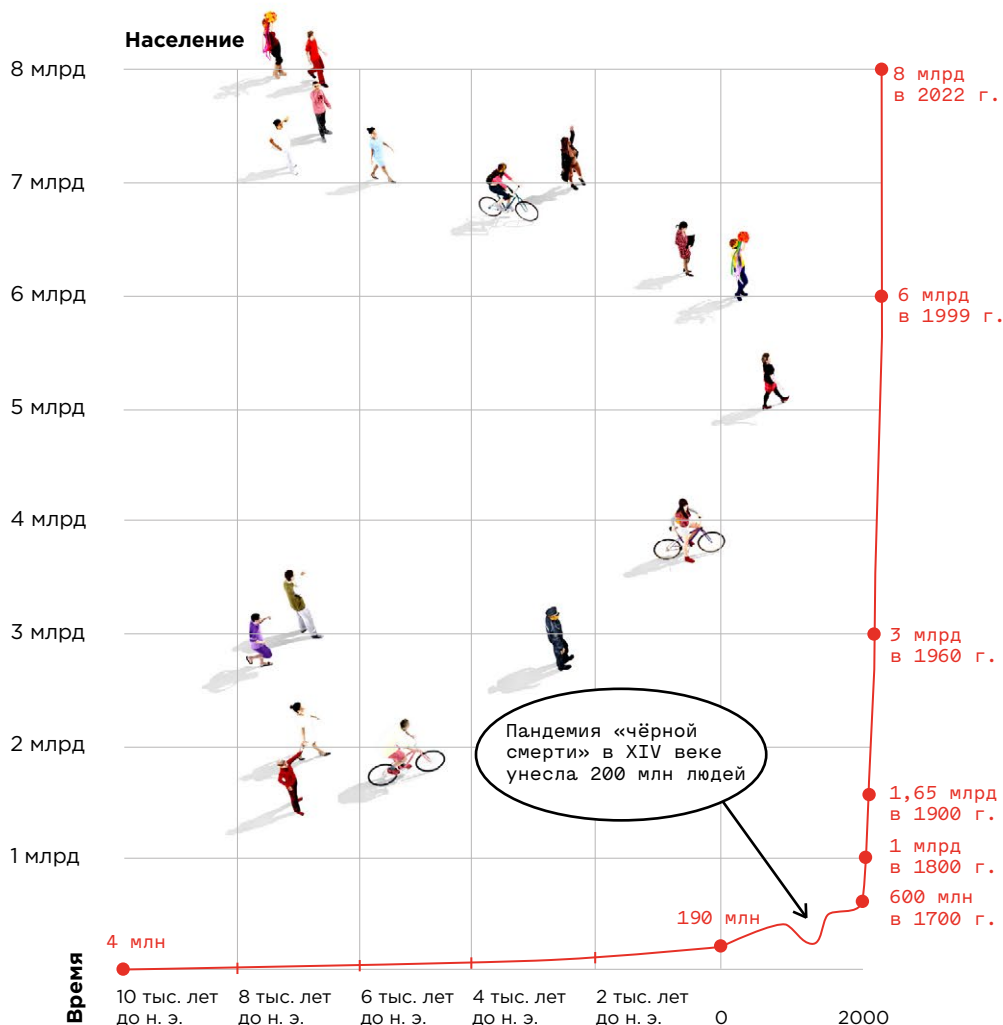 Население
8 млрд
7 млрд
6 млрд
5 млрд
4 млрд
3 млрд
2 млрд
1 млрд
8 млрд
в 2022 г.
6 млрд
в 1999 г.
3 млрд
в 1960 г.
Пандемия «чёрной
смерти» в XIV веке
унесла 200 млн людей
1,65 млрд
в 1900 г.
1 млрд
в 1800 г.
600 млн
в 1700 г.
190 млн
4 млн
Время
10 тыс. лет
до н. э.
8 тыс. лет
до н. э.
6 тыс. лет
до н. э.
4 тыс. лет
до н. э.
2 тыс. лет
до н. э.
0
2000